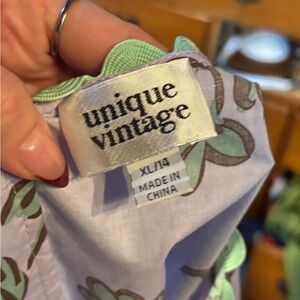 unique
vintage
XL/14
MADE IN
CHINA